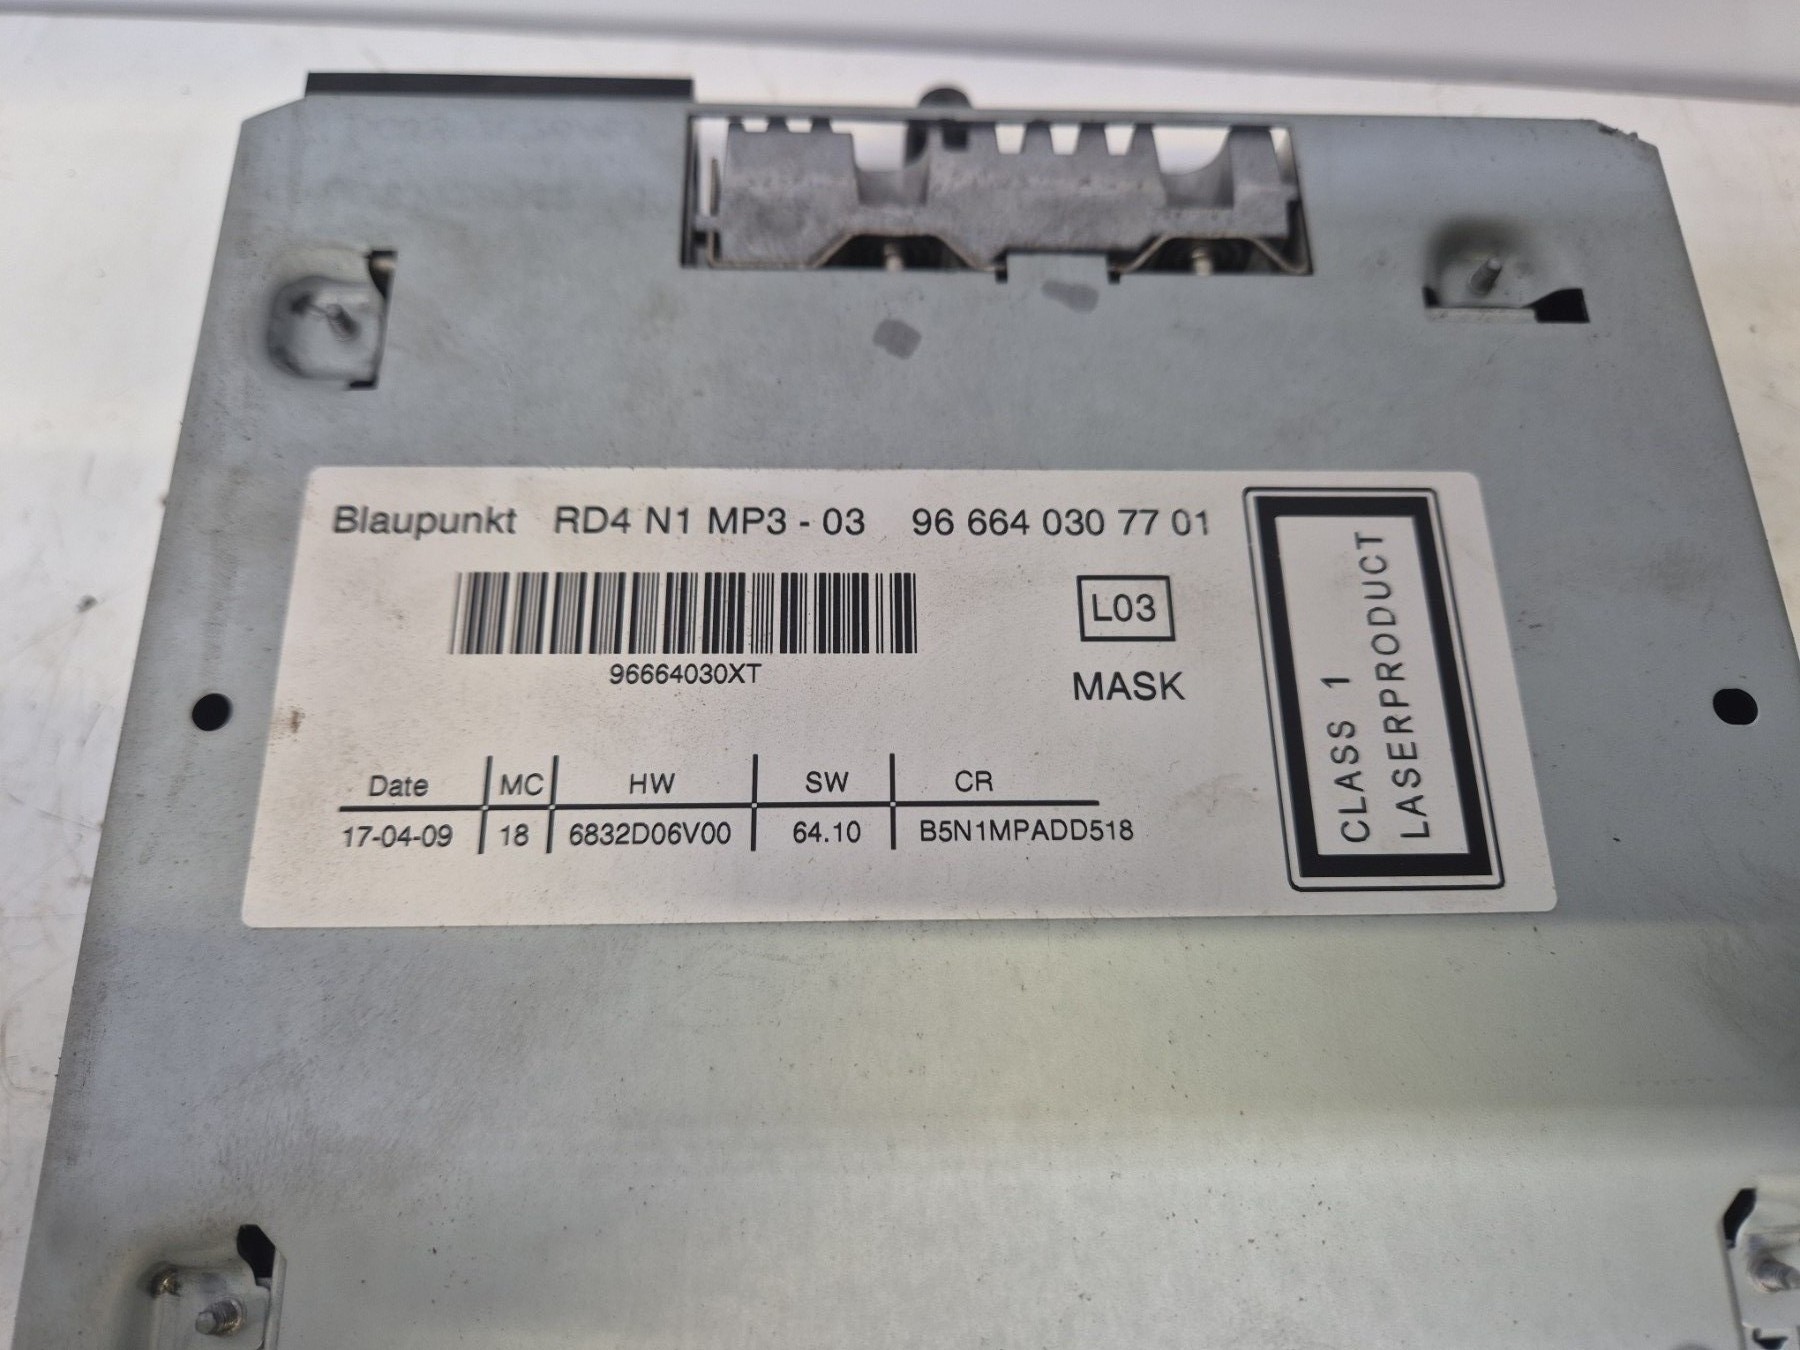 Blaupunkt RD4 N1 MP3 - 03 96 664 030 77 01
96664030XT
L03
MASK
Date MC HW SW CR
17-04-09 18 6832D06V00 64.10 B5N1MPADD518
CLASS 1
LASERPRODUCT